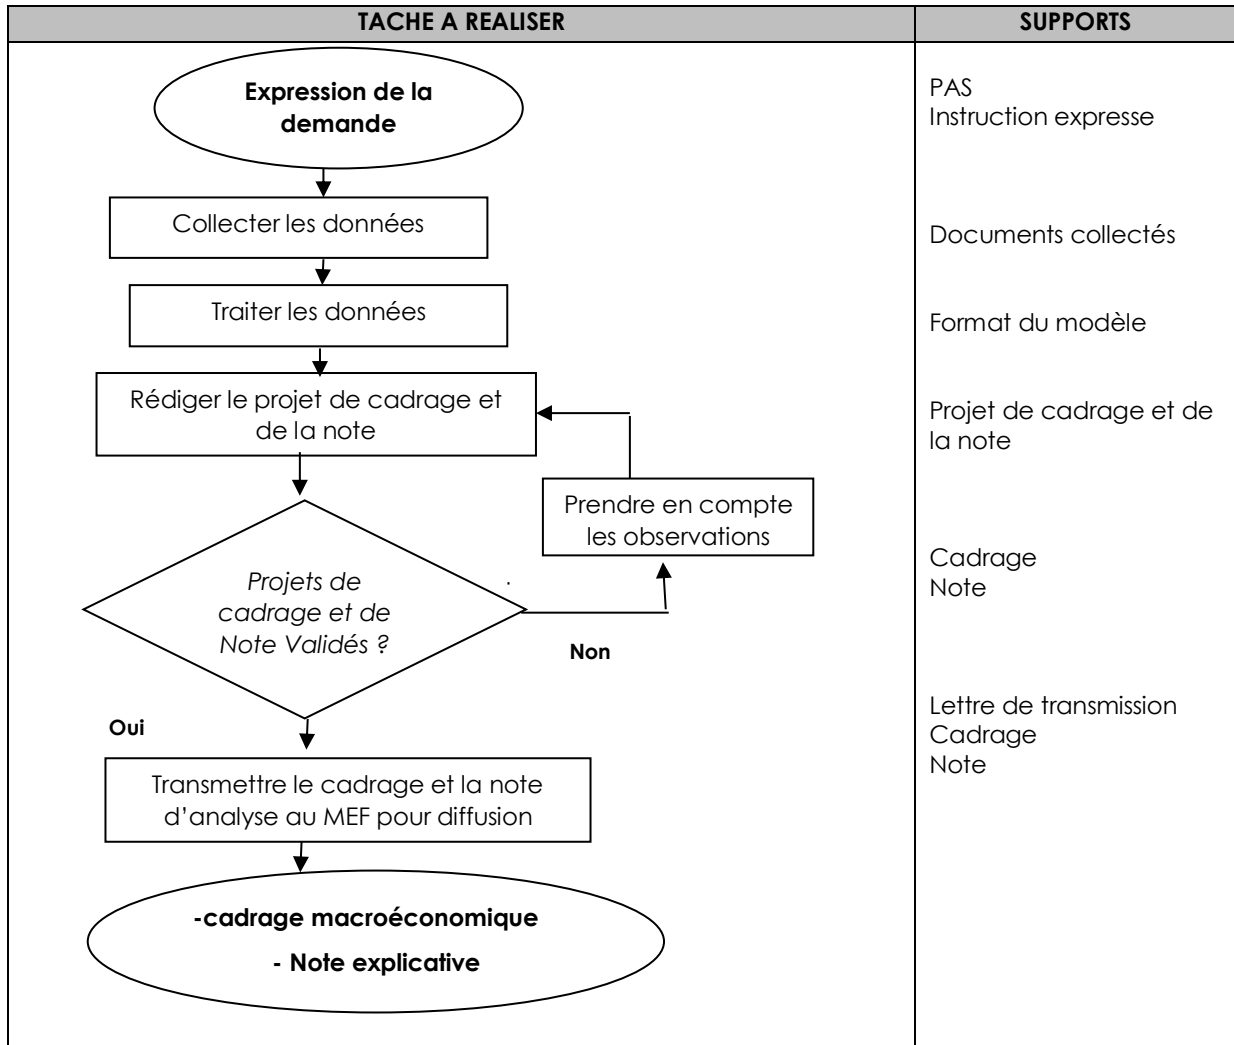 TACHE A REALISER
SUPPORTS
Expression de la
demande
PAS
Instruction expresse
Collecter les données
Documents collectés
Traiter les données
Format du modèle
Rédiger le projet de cadrage et
de la note
Projet de cadrage et de
la note
Prendre en compte
les observations
Projets de
cadrage et de
Note Validés ?
Cadrage
Note
Non
Oui
Lettre de transmission
Cadrage
Note
Transmettre le cadrage et la note
d’analyse au MEF pour diffusion
-cadrage macroéconomique
- Note explicative